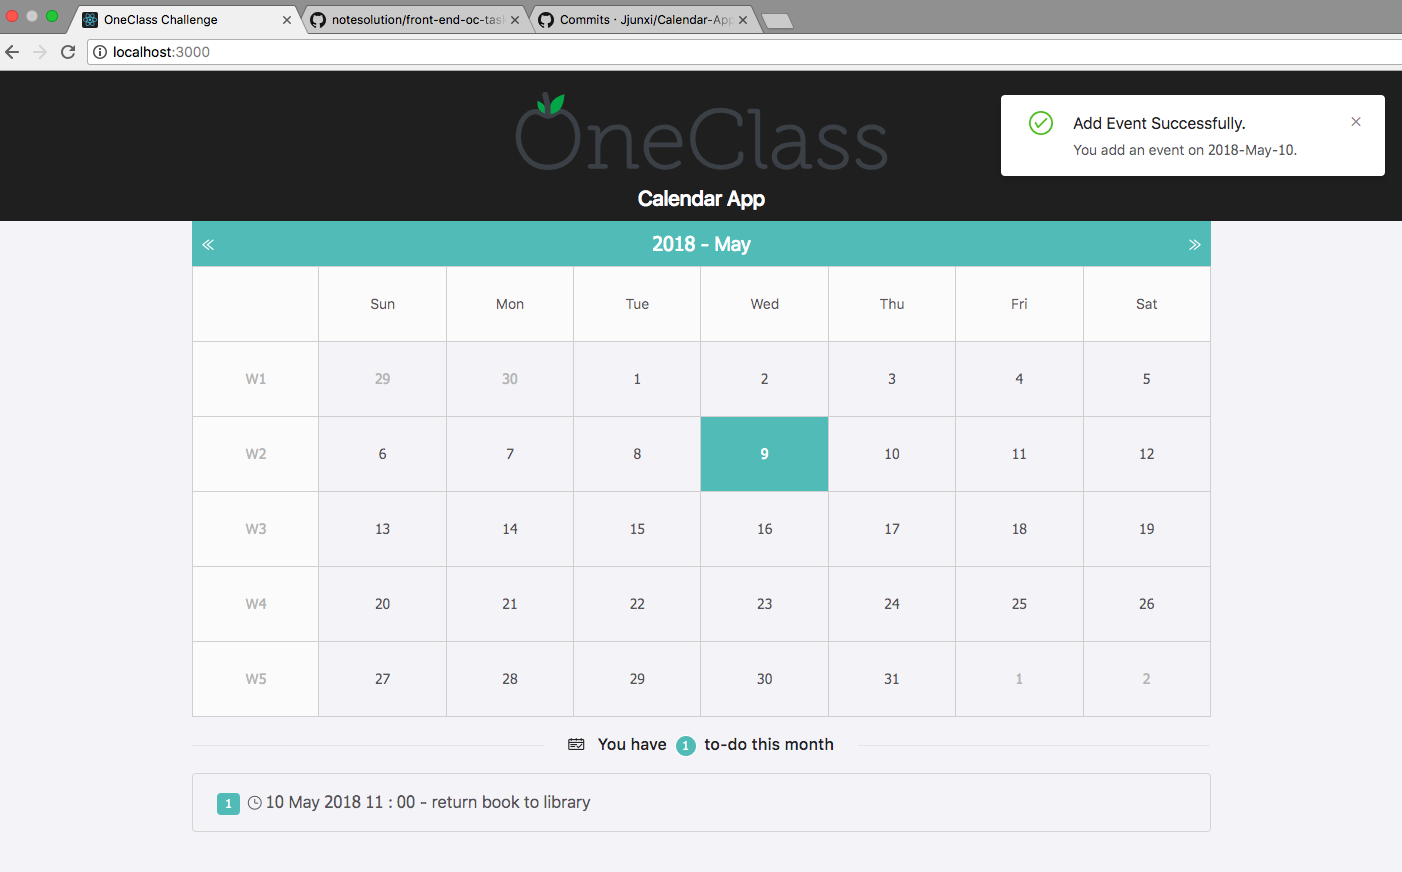 OneClass Challenge
notesolution/front-end-oc-tas
Commits · Jjunxi/Calendar-App
localhost:3000
OneClass
Calendar App
Add Event Successfully.
You add an event on 2018-May-10.
2018 - May
Sun Mon Tue Wed Thu Fri Sat
W1 29 30 1 2 3 4 5
W2 6 7 8 9 10 11 12
W3 13 14 15 16 17 18 19
W4 20 21 22 23 24 25 26
W5 27 28 29 30 31 1 2
You have 1 to-do this month
1 10 May 2018 11 : 00 - return book to library